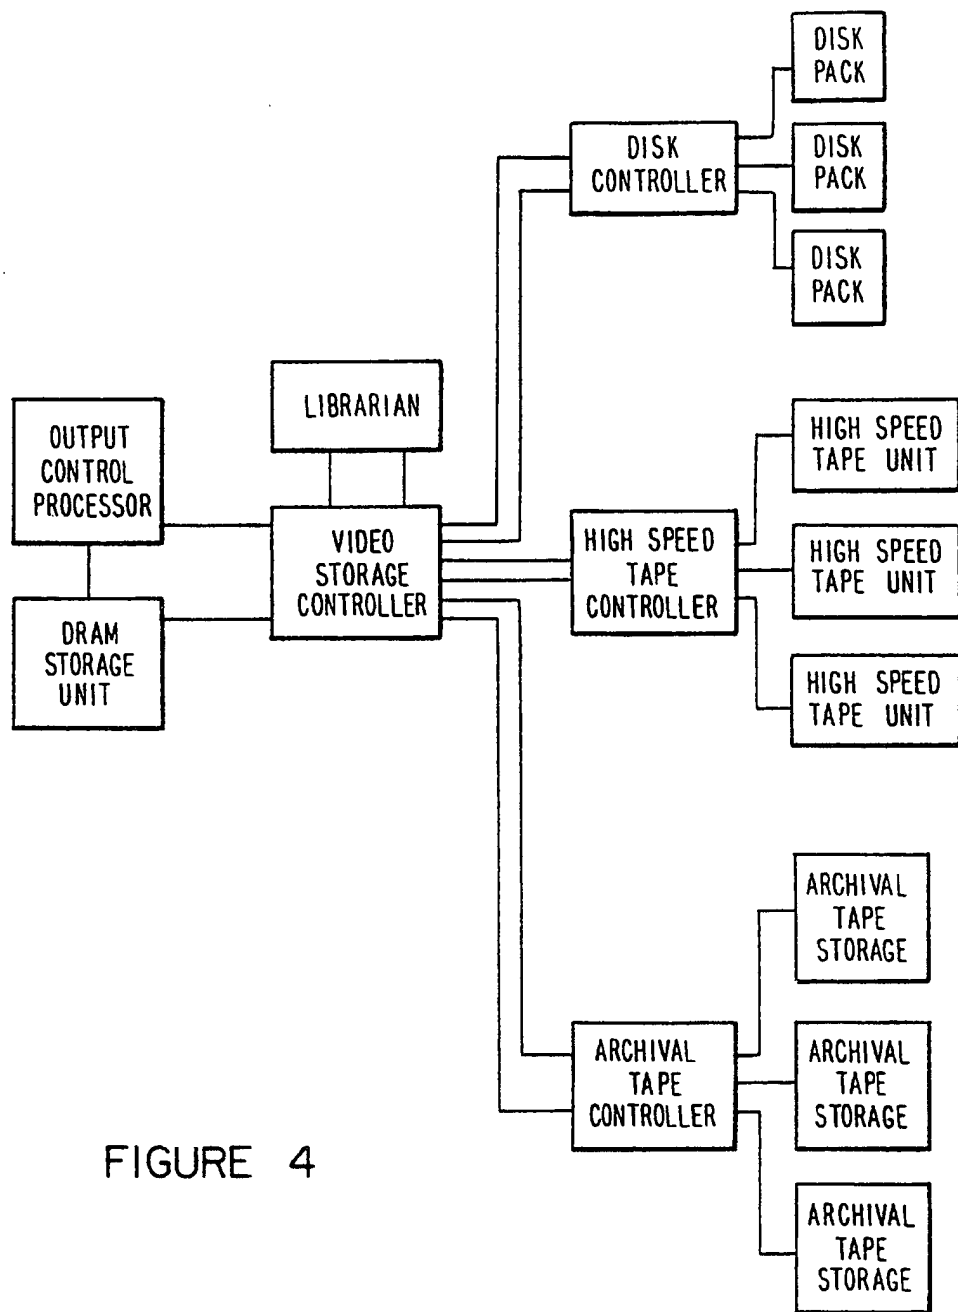 DISK
PACK
DISK
CONTROLLER
DISK
PACK
DISK
PACK
LIBRARIAN
OUTPUT
CONTROL
PROCESSOR
VIDEO
STORAGE
CONTROLLER
DRAM
STORAGE
UNIT
HIGH SPEED
TAPE
CONTROLLER
HIGH SPEED
TAPE UNIT
HIGH SPEED
TAPE UNIT
HIGH SPEED
TAPE UNIT
ARCHIVAL
TAPE
STORAGE
ARCHIVAL
TAPE
CONTROLLER
ARCHIVAL
TAPE
STORAGE
ARCHIVAL
TAPE
STORAGE
FIGURE 4